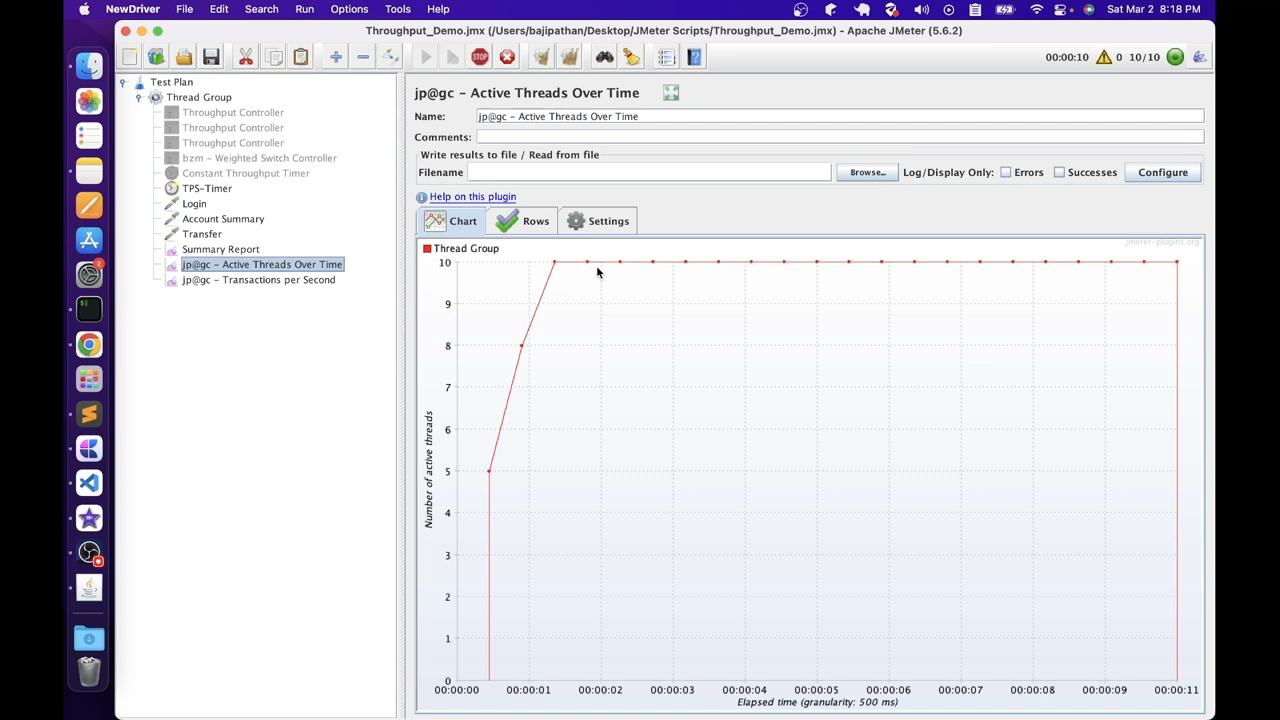 NewDriver File Edit Search Run Options Tools Help Sat Mar 2 8:18 PM
Throughput_Demo.jmx (/Users/bajipathan/Desktop/JMeter Scripts/Throughput_Demo.jmx) - Apache JMeter (5.6.2)
00:00:10 0 10/10
Test Plan
Thread Group
Throughput Controller
Throughput Controller
Throughput Controller
bzm - Weighted Switch Controller
Constant Throughput Timer
TPS-Timer
Login
Account Summary
Transfer
Summary Report
jp@gc - Active Threads Over Time
jp@gc - Transactions per Second
2
jp@gc - Active Threads Over Time
Name: jp@gc - Active Threads Over Time
Comments:
Write results to file / Read from file
Filename Browse... Log/Display Only: Errors Successes Configure
Help on this plugin
Chart Rows Settings
Thread Group
jmeter-plugins.org
10
9
8
7
6
5
4
3
2
1
0
Number of active threads
00:00:00 00:00:01 00:00:02 00:00:03 00:00:04 00:00:05 00:00:06 00:00:07 00:00:08 00:00:09 00:00:11
Elapsed time (granularity: 500 ms)